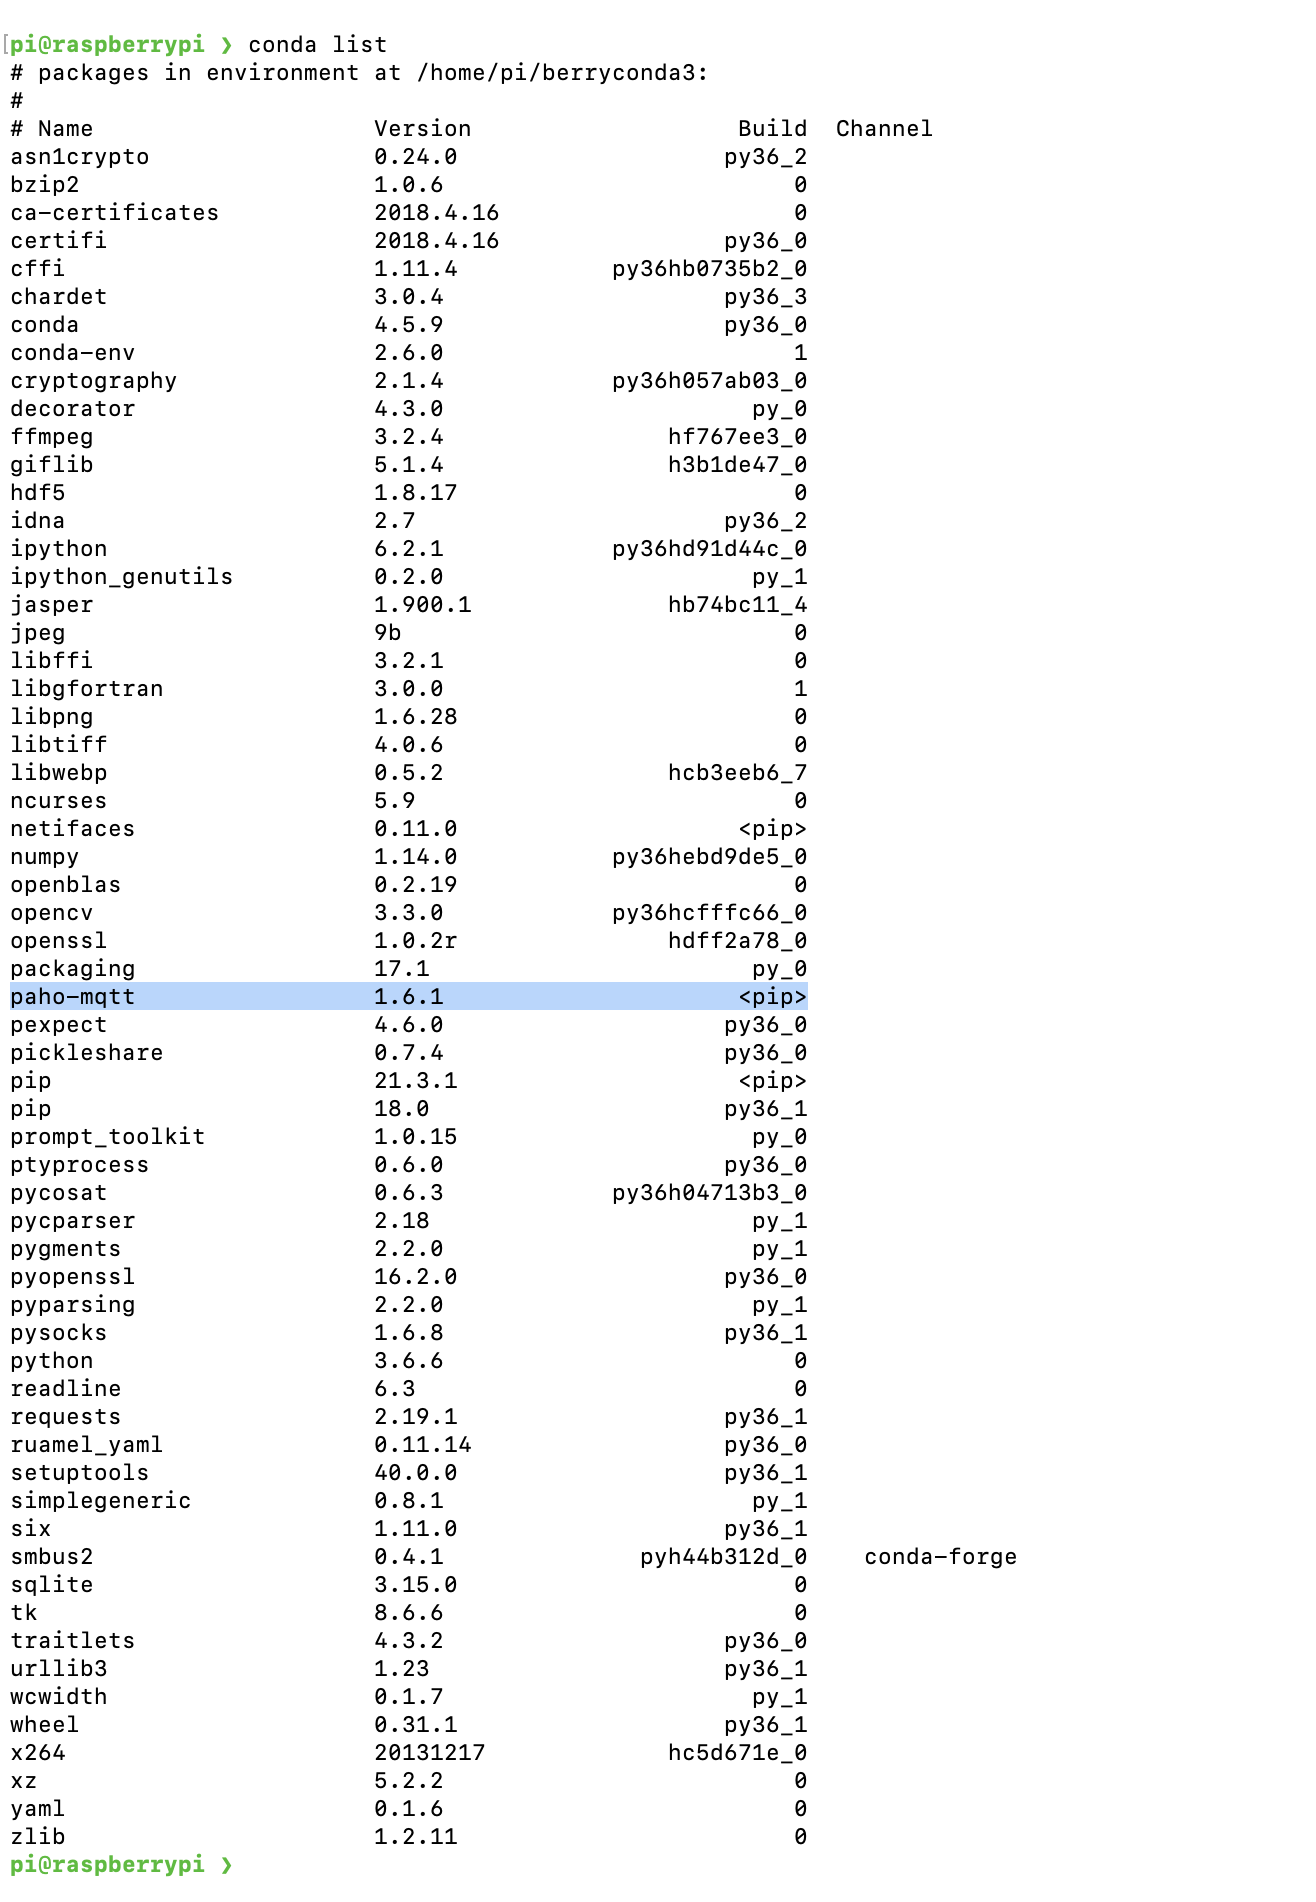 [pi@raspberrypi ❯ conda list
# packages in environment at /home/pi/berryconda3:
#
# Name                    Version                   Build  Channel
asn1crypto                0.24.0                   py36_2
bzip2                     1.0.6                         0
ca-certificates           2018.4.16                     0
certifi                   2018.4.16                py36_0
cffi                      1.11.4           py36hb0735b2_0
chardet                   3.0.4                    py36_3
conda                     4.5.9                    py36_0
conda-env                 2.6.0                         1
cryptography              2.1.4            py36h057ab03_0
decorator                 4.3.0                      py_0
ffmpeg                    3.2.4                hf767ee3_0
giflib                    5.1.4                h3b1de47_0
hdf5                      1.8.17                        0
idna                      2.7                      py36_2
ipython                   6.2.1            py36hd91d44c_0
ipython_genutils          0.2.0                      py_1
jasper                    1.900.1              hb74bc11_4
jpeg                      9b                            0
libffi                    3.2.1                         0
libgfortran               3.0.0                         1
libpng                    1.6.28                        0
libtiff                   4.0.6                         0
libwebp                   0.5.2                hcb3eeb6_7
ncurses                   5.9                           0
netifaces                 0.11.0                    <pip>
numpy                     1.14.0           py36hebd9de5_0
openblas                  0.2.19                        0
opencv                    3.3.0            py36hcfffc66_0
openssl                   1.0.2r               hdff2a78_0
packaging                 17.1                       py_0
paho-mqtt                 1.6.1                     <pip>
pexpect                   4.6.0                    py36_0
pickleshare               0.7.4                    py36_0
pip                       21.3.1                    <pip>
pip                       18.0                     py36_1
prompt_toolkit            1.0.15                     py_0
ptyprocess                0.6.0                    py36_0
pycosat                   0.6.3            py36h04713b3_0
pycparser                 2.18                       py_1
pygments                  2.2.0                      py_1
pyopenssl                 16.2.0                   py36_0
pyparsing                 2.2.0                      py_1
pysocks                   1.6.8                    py36_1
python                    3.6.6                         0
readline                  6.3                           0
requests                  2.19.1                   py36_1
ruamel_yaml               0.11.14                  py36_0
setuptools                40.0.0                   py36_1
simplegeneric             0.8.1                      py_1
six                       1.11.0                   py36_1
smbus2                    0.4.1              pyh44b312d_0    conda-forge
sqlite                    3.15.0                        0
tk                        8.6.6                         0
traitlets                 4.3.2                    py36_0
urllib3                   1.23                     py36_1
wcwidth                   0.1.7                      py_1
wheel                     0.31.1                   py36_1
x264                      20131217             hc5d671e_0
xz                        5.2.2                         0
yaml                      0.1.6                         0
zlib                      1.2.11                        0
pi@raspberrypi ❯